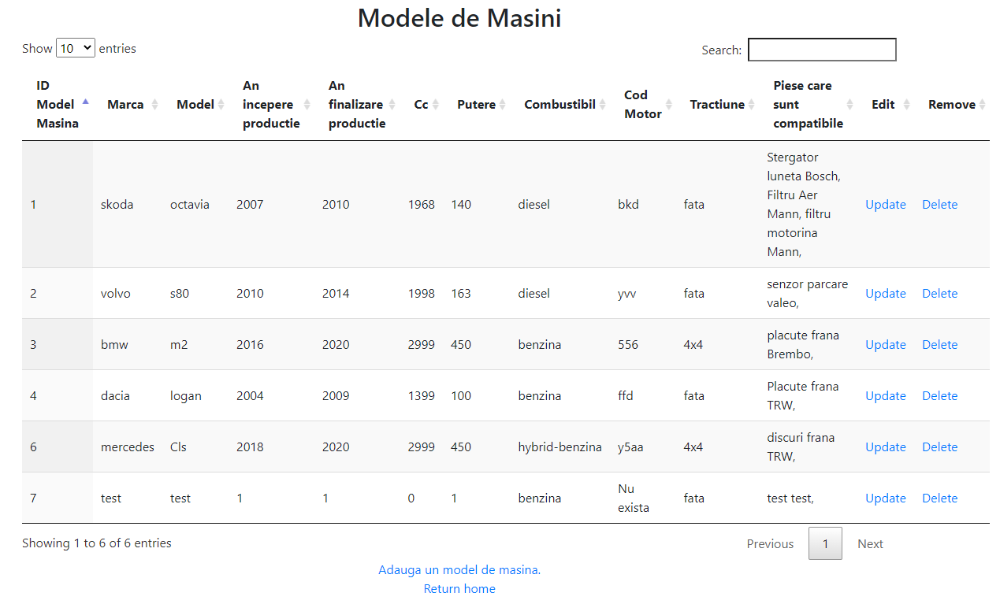 Modele de Masini
Show 10 entries
Search:
ID Model Masina Marca Model An incepere productie An finalizare productie Cc Putere Combustibil Cod Motor Tractiune Piese care sunt compatibile Edit Remove
1 skoda octavia 2007 2010 1968 140 diesel bkd fata Stergator luneta Bosch, Filtru Aer Mann, filtru motorina Mann, Update Delete
2 volvo s80 2010 2014 1998 163 diesel yvv fata senzor parcare valeo, Update Delete
3 bmw m2 2016 2020 2999 450 benzina 556 4x4 placute frana Brembo, Update Delete
4 dacia logan 2004 2009 1399 100 benzina ffd fata Placute frana TRW, Update Delete
6 mercedes Cls 2018 2020 2999 450 hybrid-benzina y5aa 4x4 discuri frana TRW, Update Delete
7 test test 1 1 0 1 benzina Nu exista fata test test, Update Delete
Showing 1 to 6 of 6 entries
Previous 1 Next
Adauga un model de masina.
Return home